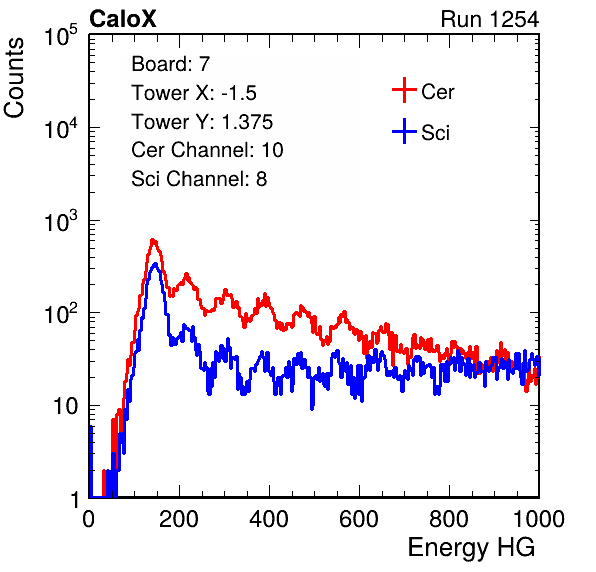 CaloX Run 1254
Counts
10^5
10^4
10^3
10^2
10
1
Board: 7
Tower X: -1.5
Tower Y: 1.375
Cer Channel: 10
Sci Channel: 8
Cer
Sci
0 200 400 600 800 1000
Energy HG